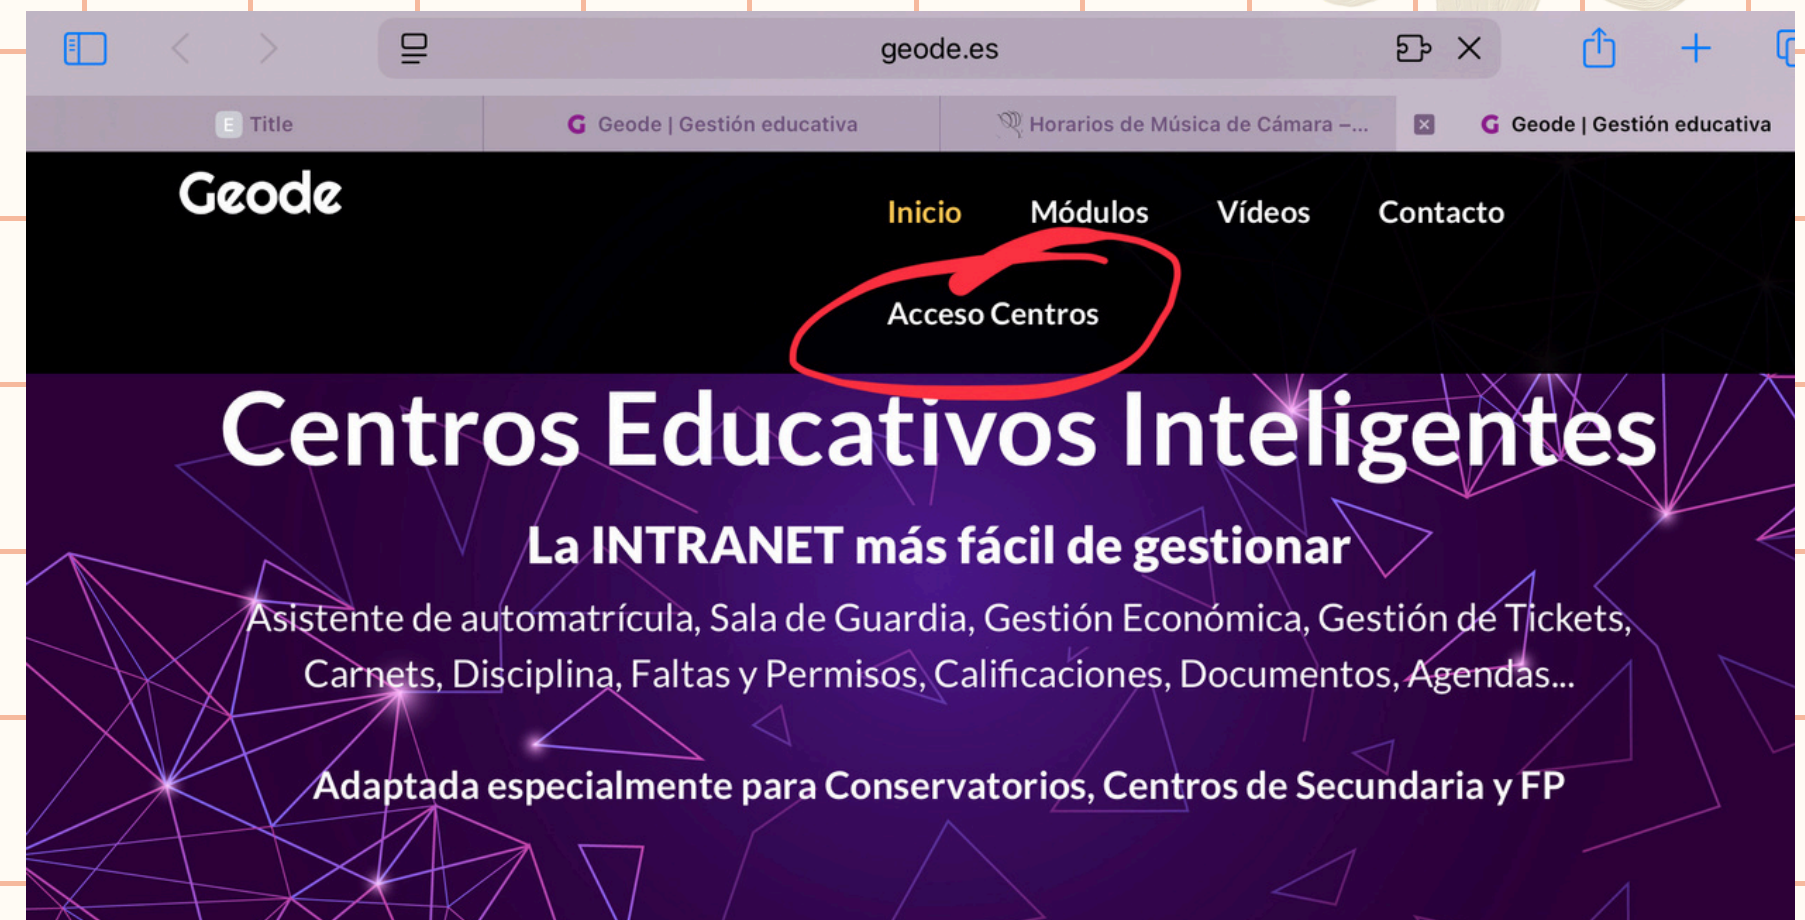 geode.es
E Title
G Geode | Gestión educativa
Horarios de Música de Cámara –...
G Geode | Gestión educativa
Geode
Inicio Módulos Vídeos Contacto
Acceso Centros
Centros Educativos Inteligentes
La INTRANET más fácil de gestionar
Asistente de automatrícula, Sala de Guardia, Gestión Económica, Gestión de Tickets,
Carnets, Disciplina, Faltas y Permisos, Calificaciones, Documentos, Agendas...
Adaptada especialmente para Conservatorios, Centros de Secundaria y FP